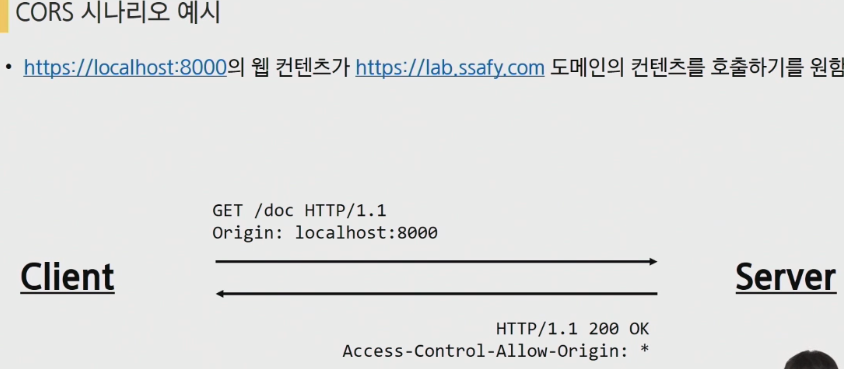 CORS 시나리오 예시
• https://localhost:8000의 웹 컨텐츠가 https://lab.ssafy.com 도메인의 컨텐츠를 호출하기를 원함
GET /doc HTTP/1.1
Origin: localhost:8000
Client
Server
HTTP/1.1 200 OK
Access-Control-Allow-Origin: *